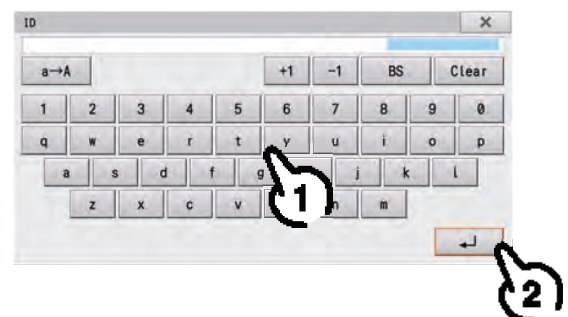 ID ×
a→A +1 -1 BS Clear
1 2 3 4 5 6 7 8 9 0
q w e r t y u i o p
a s d f g j k l
z x c v n m
1
↵
2